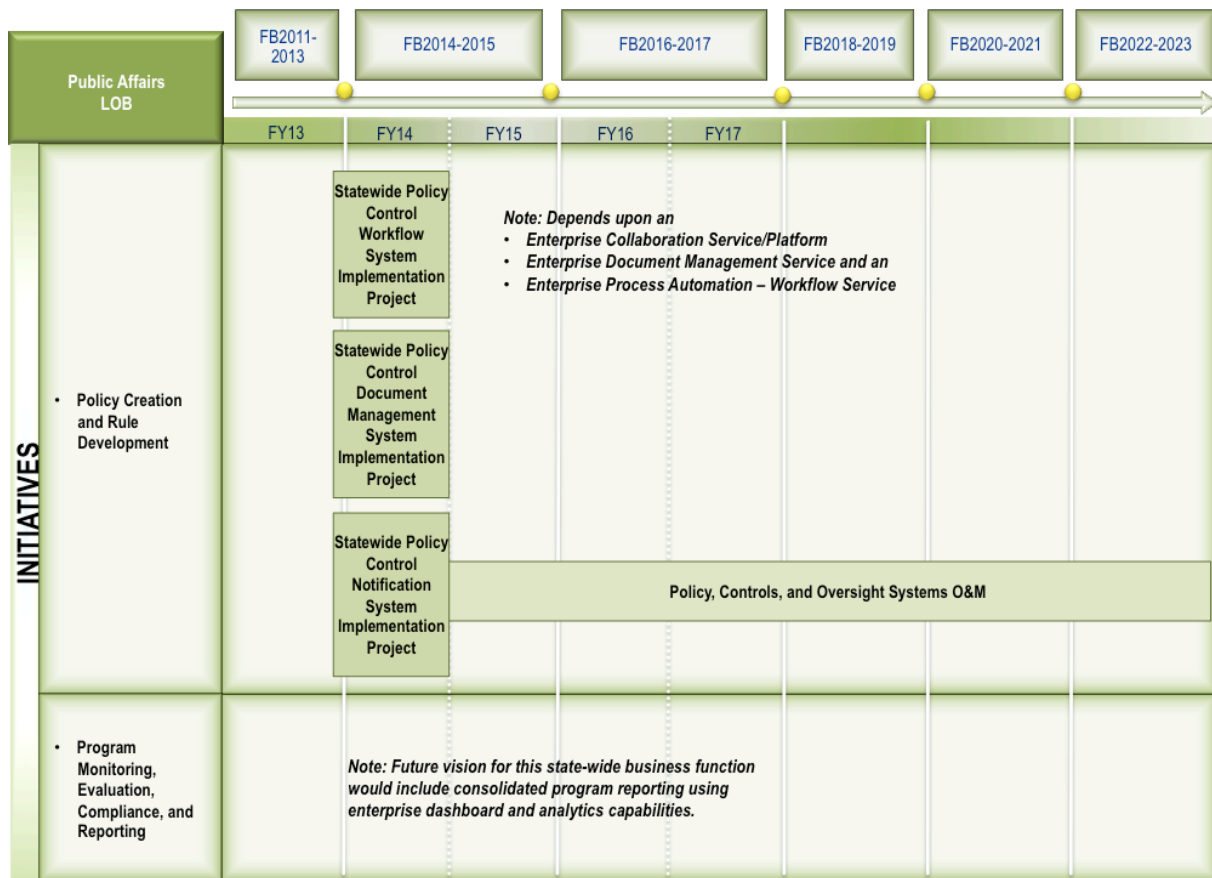 Public Affairs
LOB
FB2011-
2013
FB2014-2015
FB2016-2017
FB2018-2019
FB2020-2021
FB2022-2023
FY13
FY14
FY15
FY16
FY17
INITIATIVES
• Policy Creation
and Rule
Development
Statewide Policy
Control
Workflow
System
Implementation
Project
Note: Depends upon an
• Enterprise Collaboration Service/Platform
• Enterprise Document Management Service and an
• Enterprise Process Automation – Workflow Service
Statewide Policy
Control
Document
Management
System
Implementation
Project
Statewide Policy
Control
Notification
System
Implementation
Project
Policy, Controls, and Oversight Systems O&M
• Program
Monitoring,
Evaluation,
Compliance, and
Reporting
Note: Future vision for this state-wide business function
would include consolidated program reporting using
enterprise dashboard and analytics capabilities.